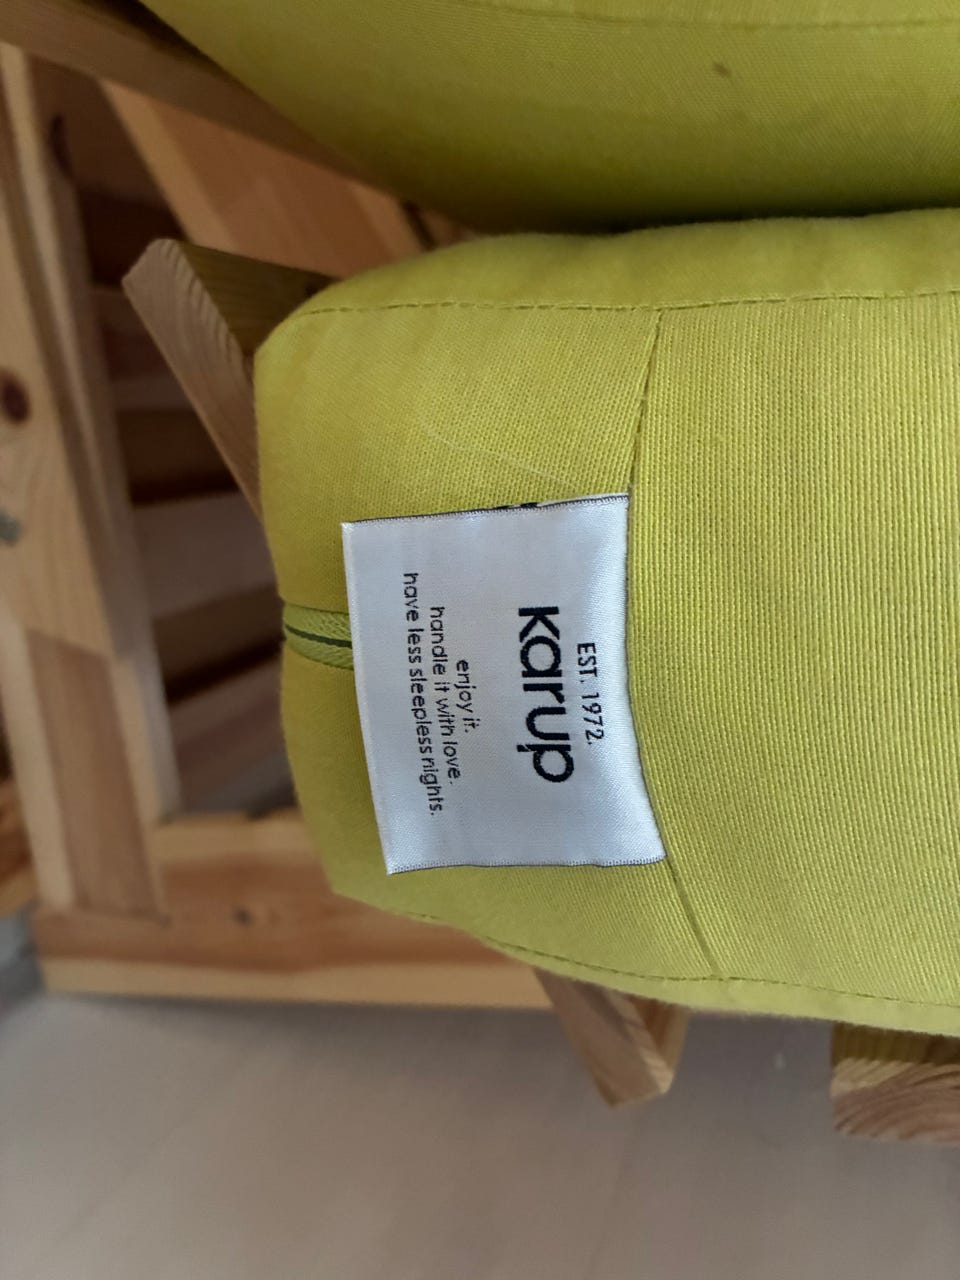 EST. 1972.
karup
enjoy it.
handle it with love.
have less sleepless nights.